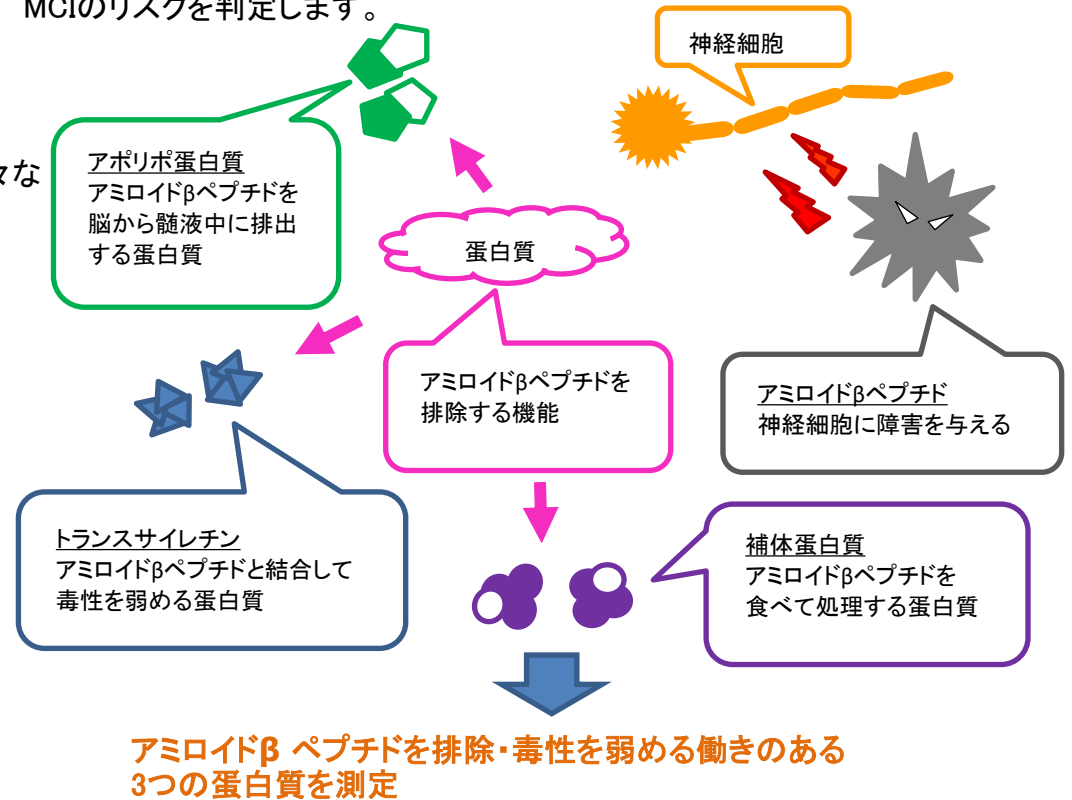 MCIのリスクを判定します。
神経細胞
アポリポ蛋白質
アミロイドβペプチドを
脳から髄液中に排出
する蛋白質
な
蛋白質
アミロイドβペプチドを
排除する機能
アミロイドβペプチド
神経細胞に障害を与える
トランスサイレチン
アミロイドβペプチドと結合して
毒性を弱める蛋白質
補体蛋白質
アミロイドβペプチドを
食べて処理する蛋白質
アミロイドβ ペプチドを排除・毒性を弱める働きのある
3つの蛋白質を測定